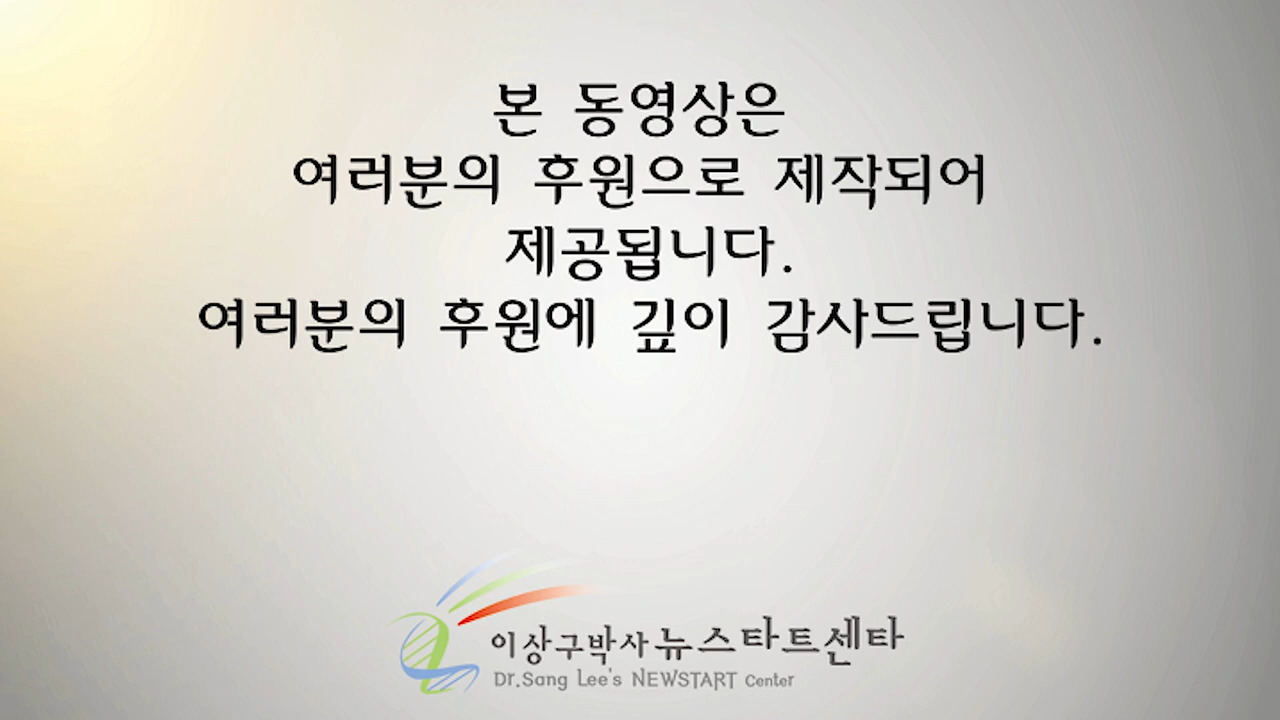 본 동영상은
여러분의 후원으로 제작되어
제공됩니다.
여러분의 후원에 깊이 감사드립니다.
이상구박사 뉴스타트센타
Dr.Sang Lee's NEWSTART Center